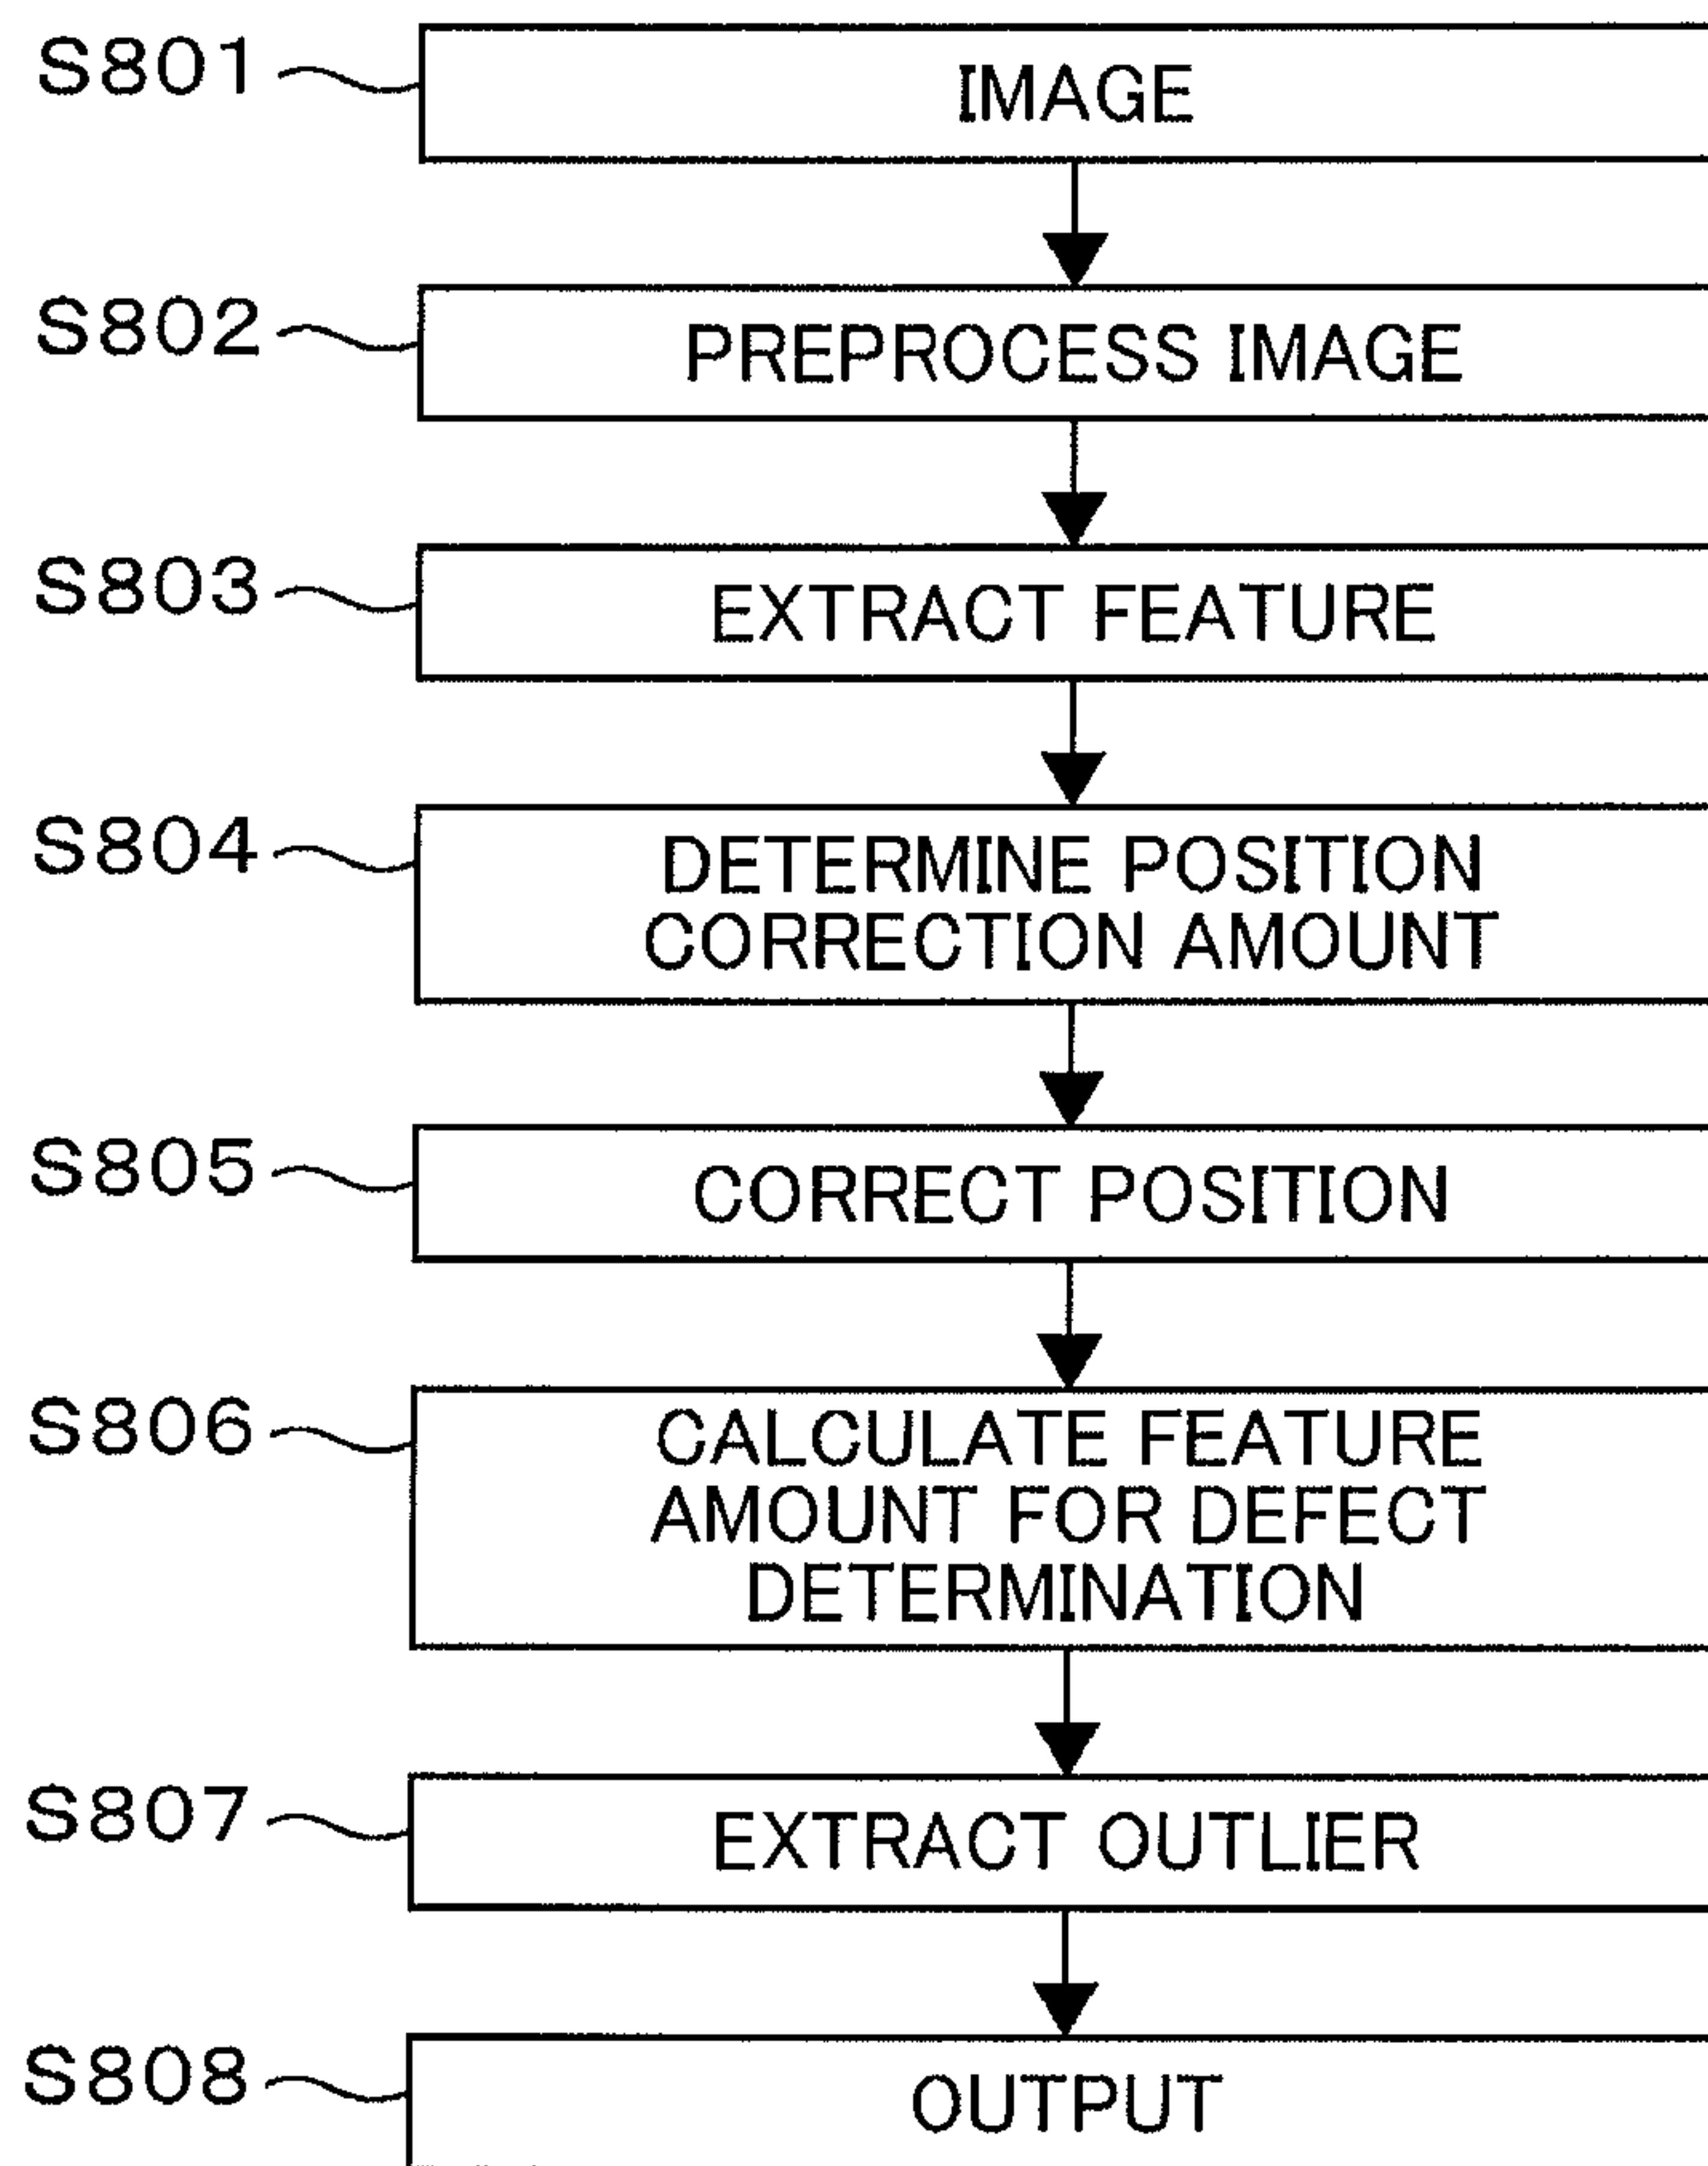 S801
IMAGE
S802
PREPROCESS IMAGE
S803
EXTRACT FEATURE
S804
DETERMINE POSITION
CORRECTION AMOUNT
S805
CORRECT POSITION
S806
CALCULATE FEATURE
AMOUNT FOR DEFECT
DETERMINATION
S807
EXTRACT OUTLIER
S808
OUTPUT